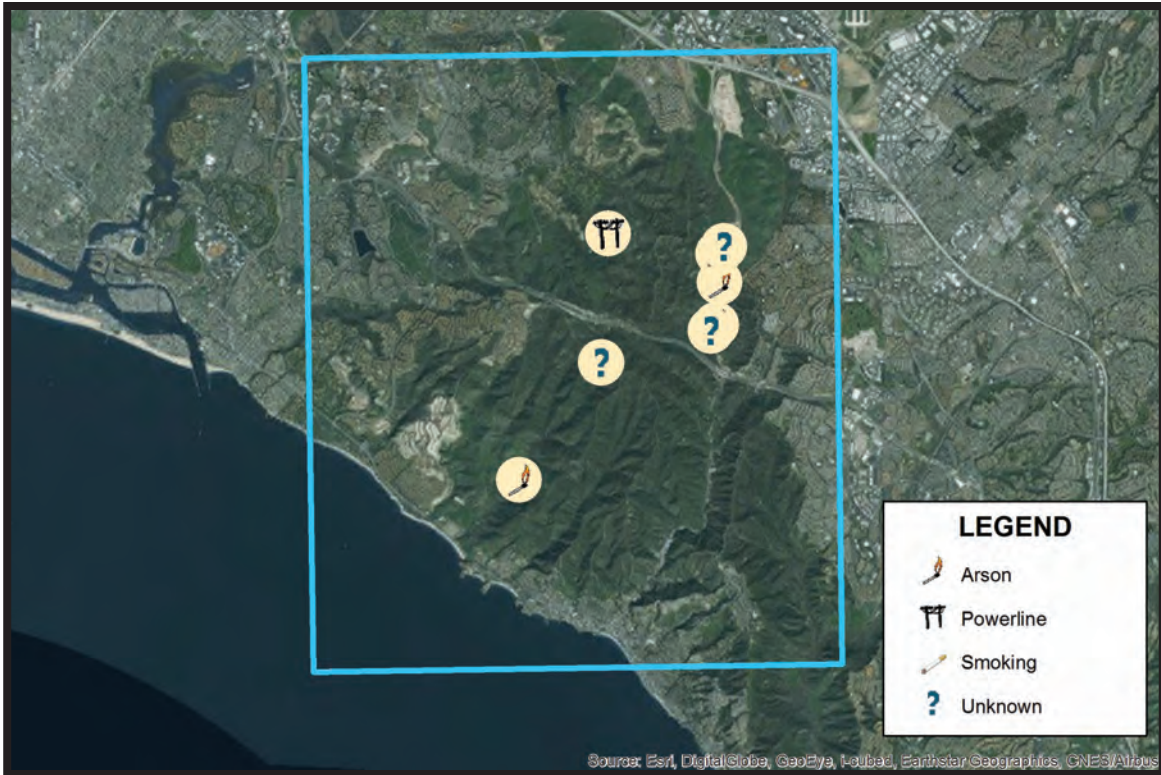 ?
?
?
LEGEND
Arson
Powerline
Smoking
? Unknown
Source: Esri, DigitalGlobe, GeoEye, i-cubed, Earthstar Geographics, CNES/Airbus